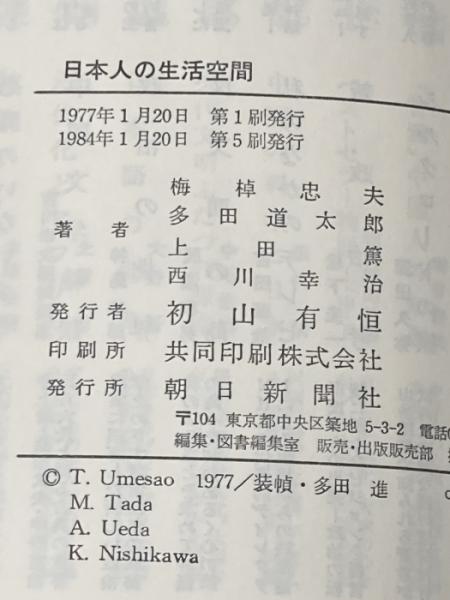 日本人の生活空間
1977年1月20日 第1刷発行
1984年1月20日 第5刷発行
著者
梅棹忠夫
多田道太郎
上田篤
西川幸治
発行者 初山有恒
印刷所 共同印刷株式会社
発行所 朝日新聞社
〒104 東京都中央区築地 5-3-2 電話
編集・図書編集室 販売・出版販売部
© T. Umesao 1977/装幀・多田 進
M. Tada
A. Ueda
K. Nishikawa